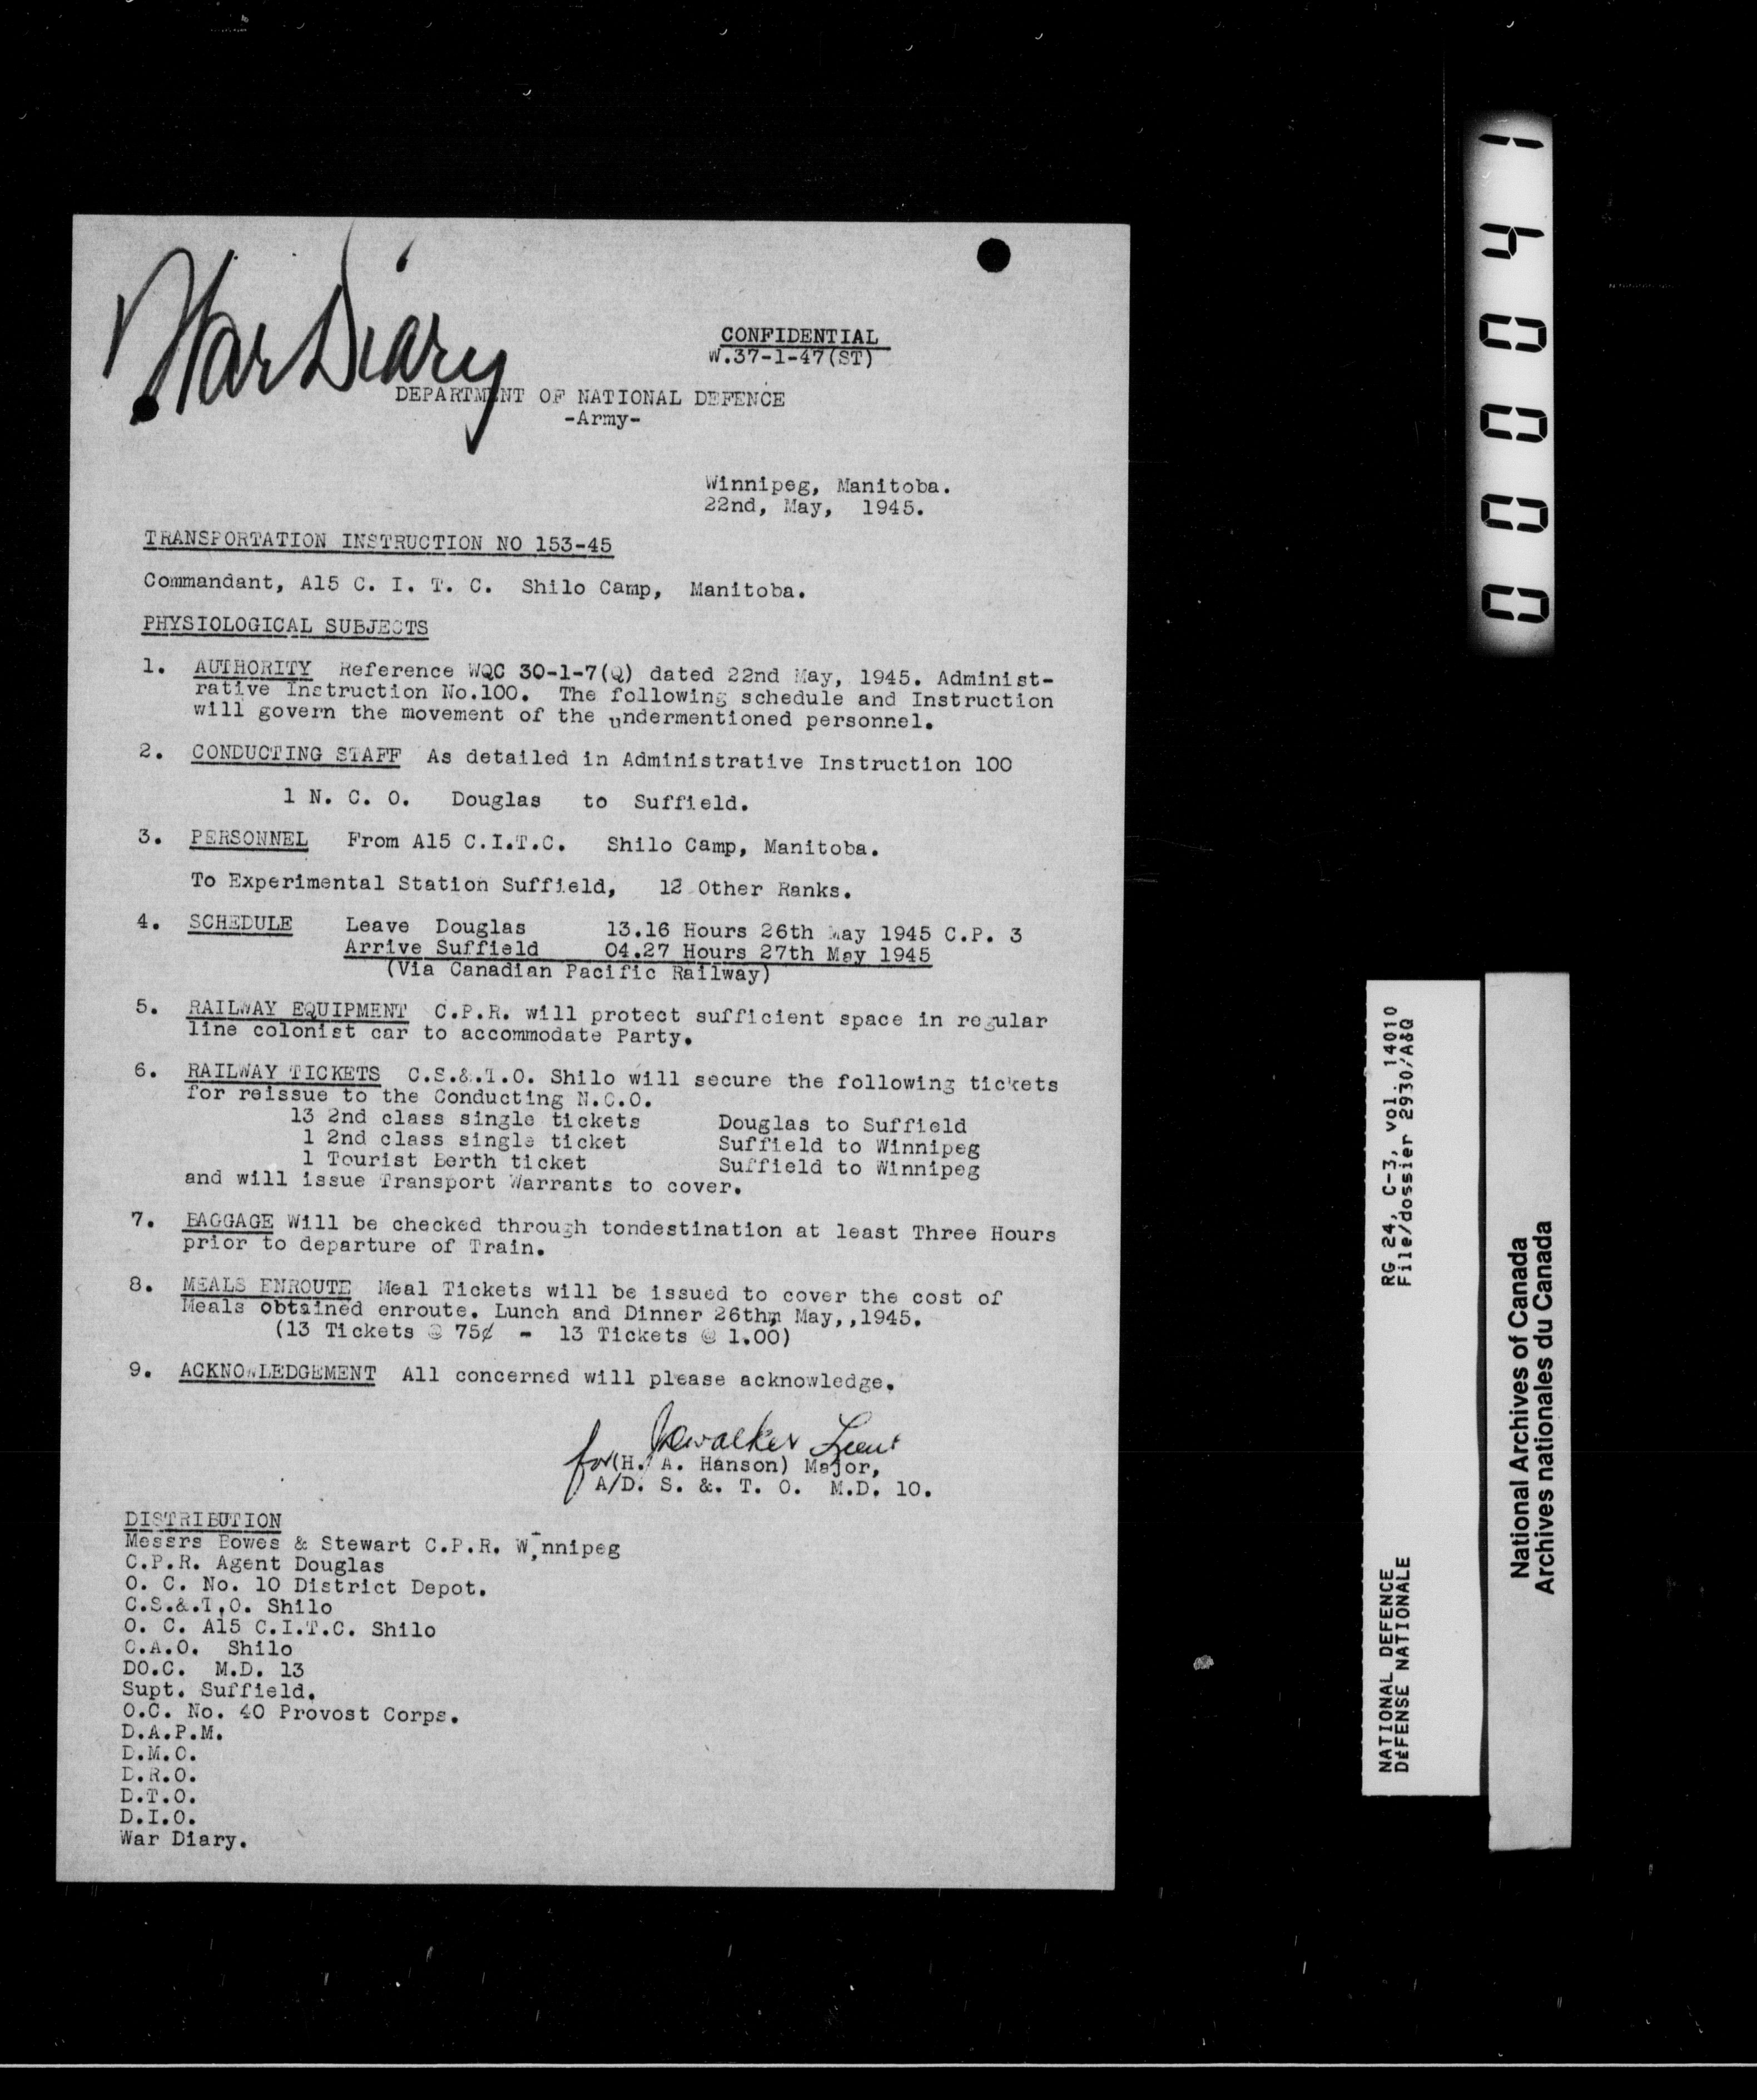 War Diary
CONFIDENTIAL
W.37-1-47(ST)
DEPARTMENT OF NATIONAL DEFENCE
-Army-
Winnipeg, Manitoba.
22nd, May, 1945.
TRANSPORTATION INSTRUCTION NO 153-45
Commandant, A15 C. I. T. C. Shilo Camp, Manitoba.
PHYSIOLOGICAL SUBJECTS
1. AUTHORITY Reference WQC 30-1-7(Q) dated 22nd May, 1945. Administ-
rative Instruction No.100. The following schedule and Instruction
will govern the movement of the undermentioned personnel.
2. CONDUCTING STAFF As detailed in Administrative Instruction 100
1 N. C. O. Douglas to Suffield.
3. PERSONNEL From A15 C.I.T.C. Shilo Camp, Manitoba.
To Experimental Station Suffield, 12 Other Ranks.
4. SCHEDULE Leave Douglas 13.16 Hours 26th May 1945 C.P. 3
Arrive Suffield 04.27 Hours 27th May 1945
(Via Canadian Pacific Railway)
5. RAILWAY EQUIPMENT C.P.R. will protect sufficient space in regular
line colonist car to accommodate Party.
6. RAILWAY TICKETS C.S.&.T.O. Shilo will secure the following tickets
for reissue to the Conducting N.C.O.
13 2nd class single tickets Douglas to Suffield
1 2nd class single ticket Suffield to Winnipeg
1 Tourist Berth ticket Suffield to Winnipeg
and will issue Transport Warrants to cover.
7. BAGGAGE Will be checked through tondestination at least Three Hours
prior to departure of Train.
8. MEALS ENROUTE Meal Tickets will be issued to cover the cost of
Meals obtained enroute. Lunch and Dinner 26thm May,,1945.
(13 Tickets @ 75¢ - 13 Tickets @ 1.00)
9. ACKNOWLEDGEMENT All concerned will please acknowledge.
Walker Lieut
for (H. A. Hanson) Major,
A/D. S. &. T. O. M.D. 10.
DISTRIBUTION
Messrs Bowes & Stewart C.P.R. Winnipeg
C.P.R. Agent Douglas
O. C. No. 10 District Depot.
C.S.&.T.O. Shilo
O. C. A15 C.I.T.C. Shilo
C.A.O. Shilo
DO.C. M.D. 13
Supt. Suffield.
O.C. No. 40 Provost Corps.
D.A.P.M.
D.M.O.
D.R.O.
D.T.O.
D.I.O.
War Diary.
000041
RG 24, C-3, vol. 14010
File/dossier 2930/A&Q
NATIONAL DEFENCE
DÉFENSE NATIONALE
National Archives of Canada
Archives nationales du Canada